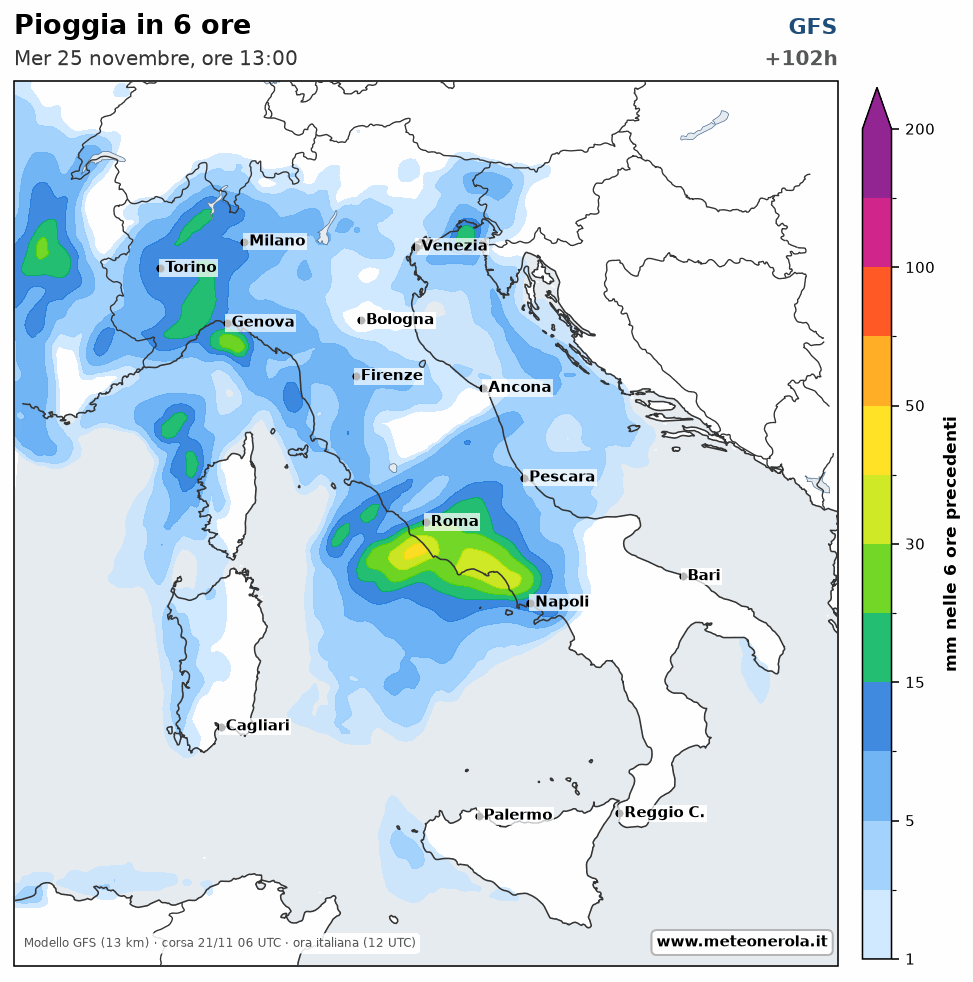 Pioggia in 6 ore
GFS
Mer 25 novembre, ore 13:00
+102h
Milano
Venezia
Torino
Genova
Bologna
Firenze
Ancona
Pescara
Roma
Bari
Napoli
Cagliari
Palermo
Reggio C.
200
100
50
30
15
5
1
mm nelle 6 ore precedenti
Modello GFS (13 km) · corsa 21/11 06 UTC · ora italiana (12 UTC)
www.meteonerola.it